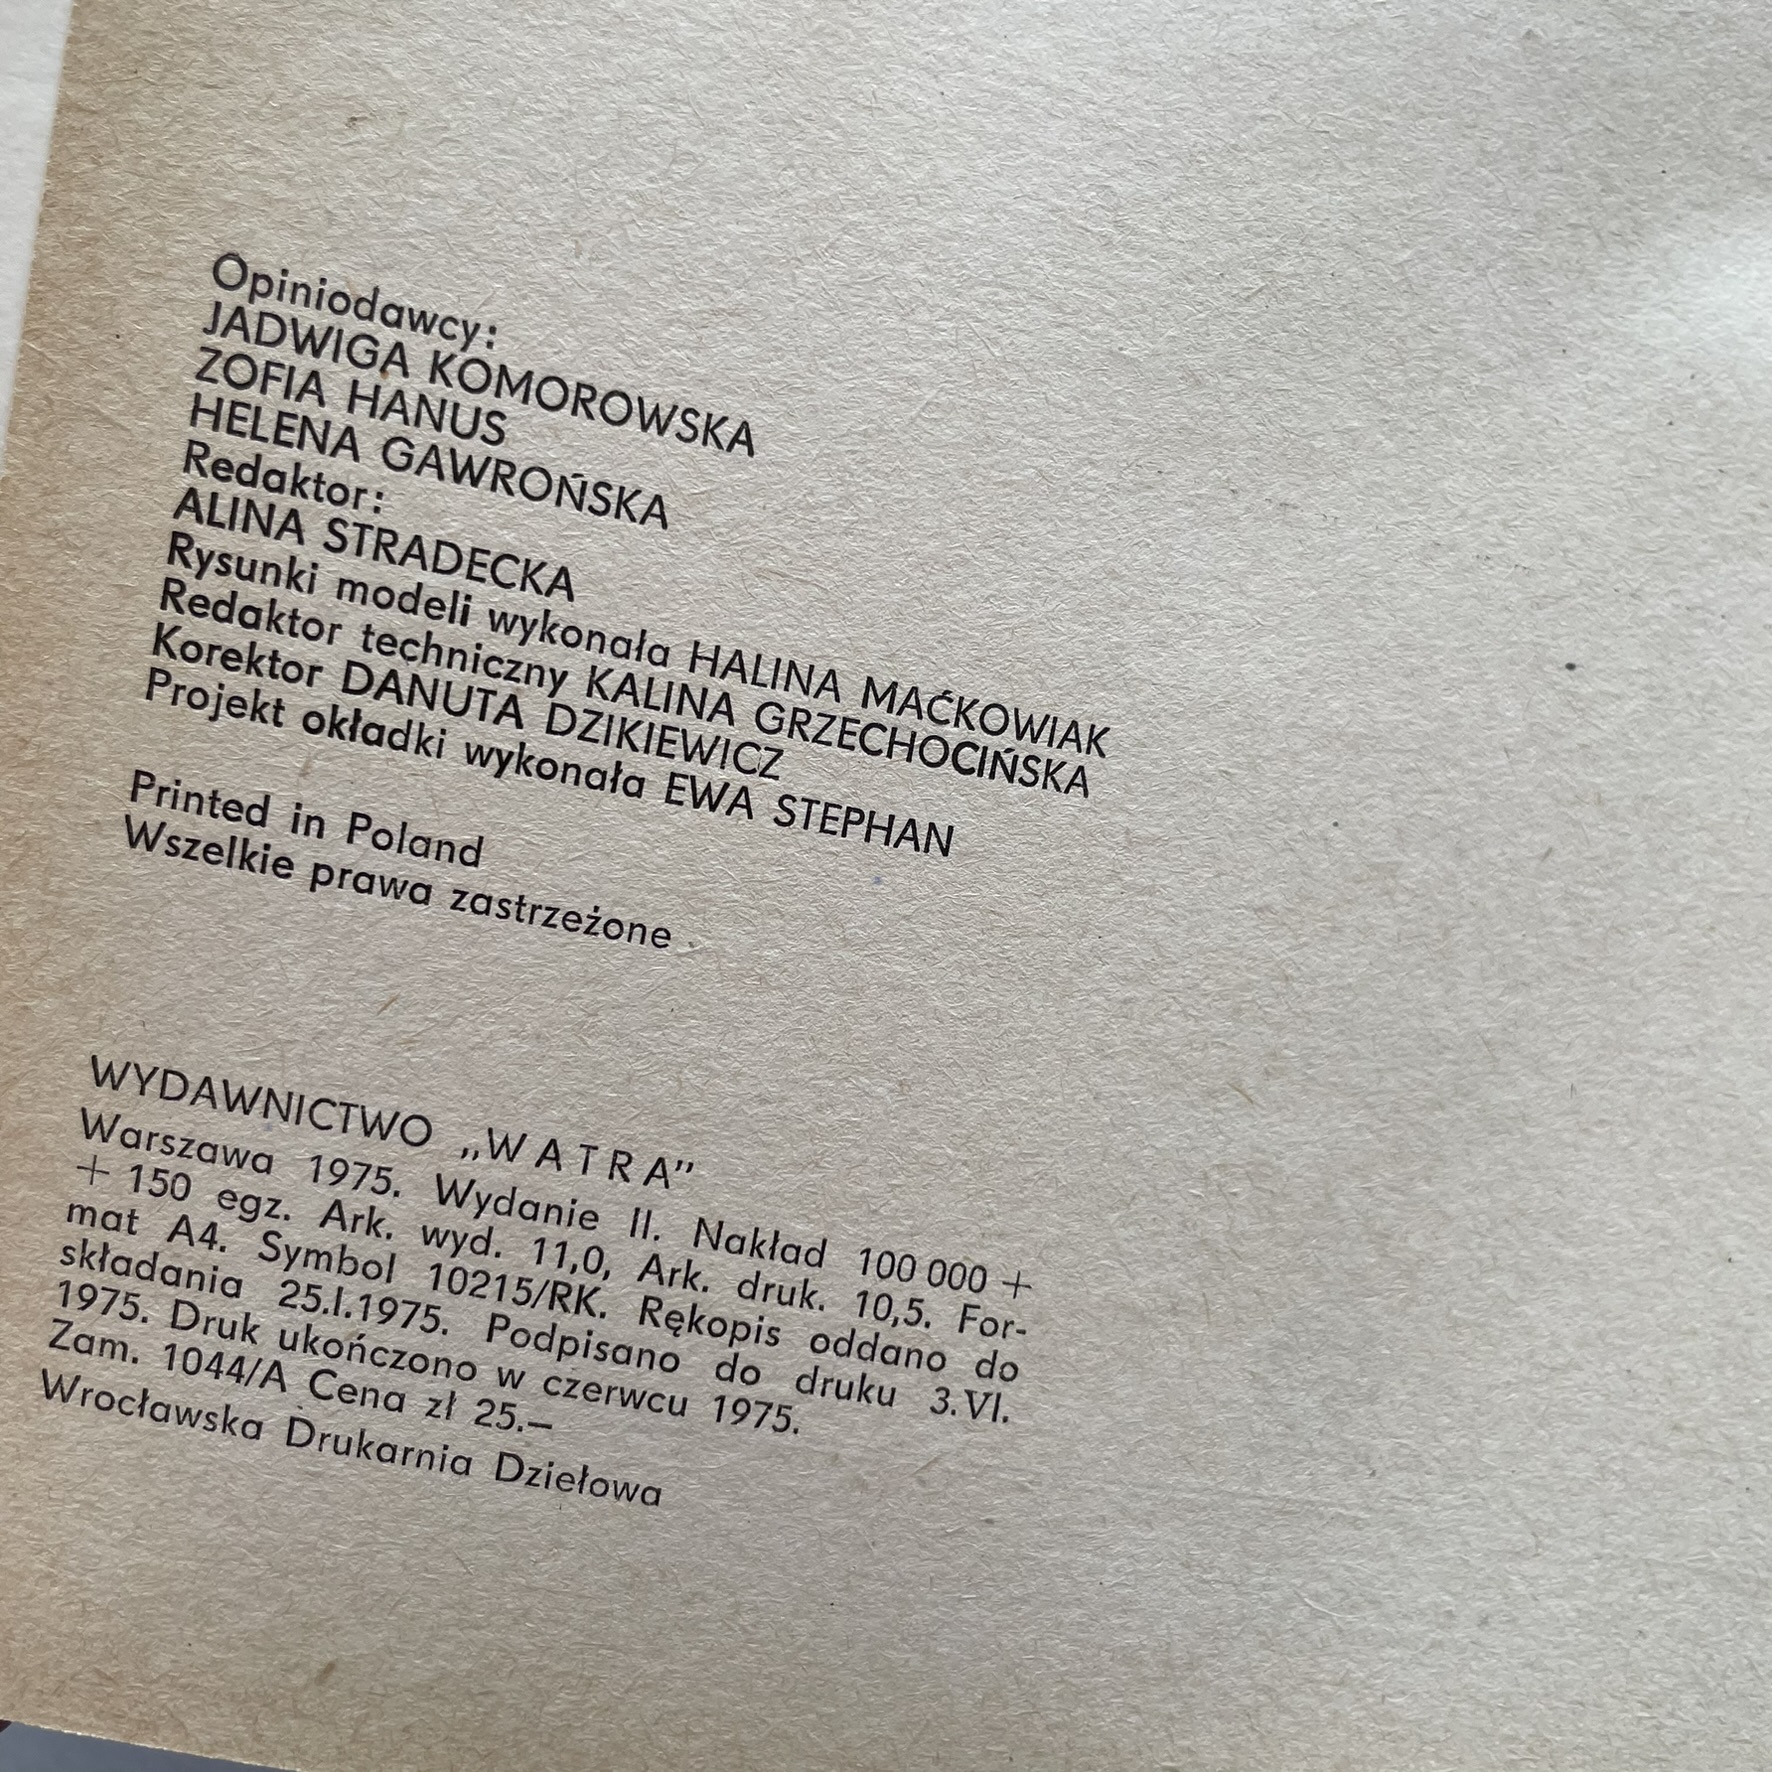 Opiniodawcy:
JADWIGA KOMOROWSKA
ZOFIA HANUS
HELENA GAWROŃSKA
Redaktor:
ALINA STRADECKA
Rysunki modeli wykonała HALINA MAĆKOWIAK
Redaktor techniczny KALINA GRZECHOCIŃSKA
Korektor DANUTA DZIKIEWICZ
Projekt okładki wykonała EWA STEPHAN
Printed in Poland
Wszelkie prawa zastrzeżone
WYDAWNICTWO „WATRA”
Warszawa 1975. Wydanie II. Nakład 100 000 +
+ 150 egz. Ark. wyd. 11,0, Ark. druk. 10,5. For-
mat A4. Symbol 10215/RK. Rękopis oddano do
składania 25.I.1975. Podpisano do druku 3.VI.
1975. Druk ukończono w czerwcu 1975.
Zam. 1044/A Cena zł 25.—
Wrocławska Drukarnia Dziełowa